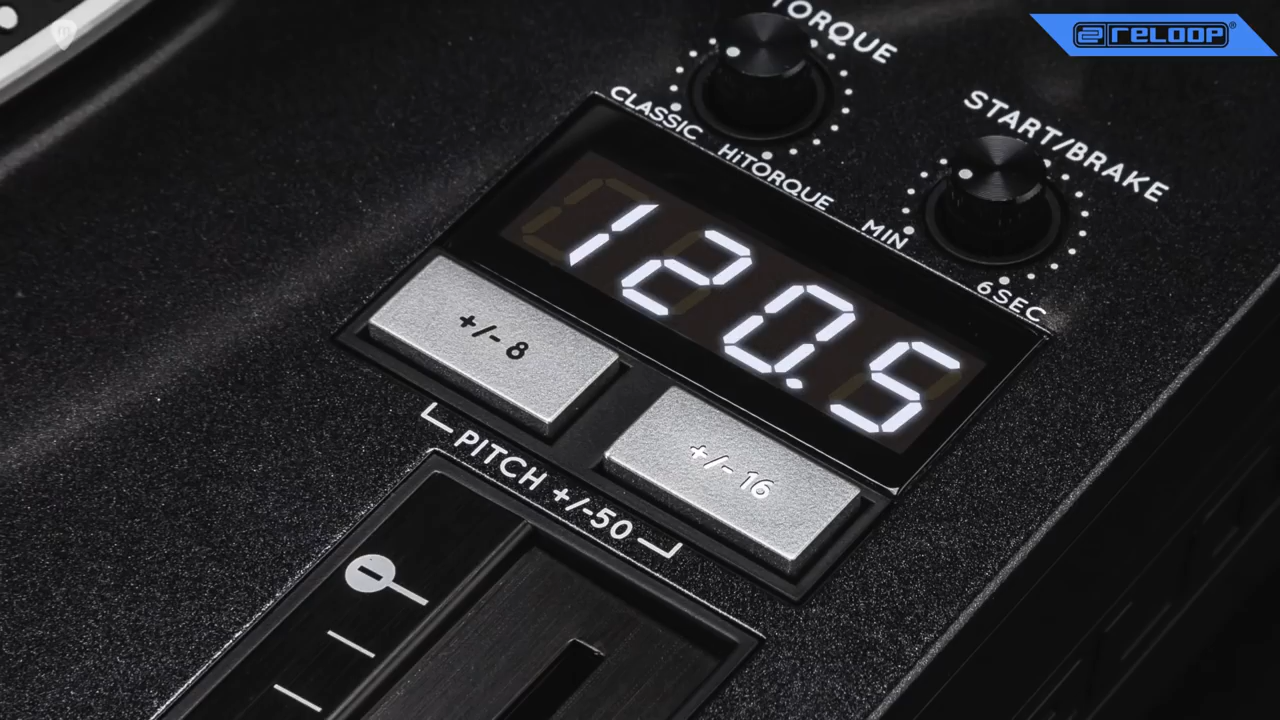 RELOOP®
TORQUE
START/BRAKE
CLASSIC
HiTORQUE
MIN
6SEC
120.5
+/- 8
+/- 16
PITCH +/-50